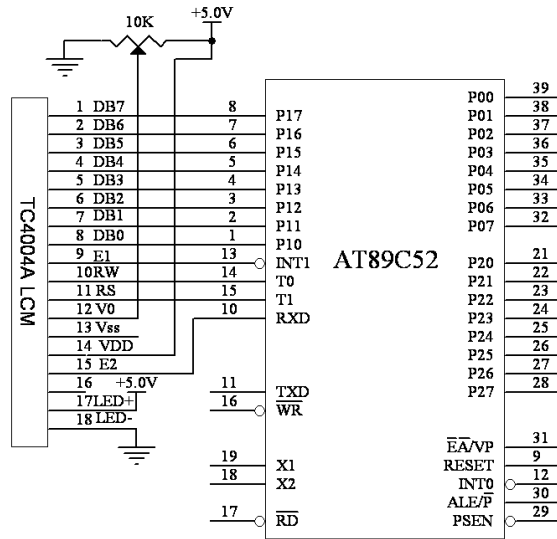 +5.0V
10K
TC4004A LCM
1 DB7 8 P17
2 DB6 7 P16
3 DB5 6 P15
4 DB4 5 P14
5 DB3 4 P13
6 DB2 3 P12
7 DB1 2 P11
8 DB0 1 P10
9 E1 13 INT1
10 RW 14 T0
11 RS 15 T1
12 V0 10 RXD
13 Vss
14 VDD
15 E2
16 +5.0V
17 LED+
18 LED-
11 TXD
16 WR
19 X1
18 X2
17 RD
AT89C52
P00 39
P01 38
P02 37
P03 36
P04 35
P05 34
P06 33
P07 32
P20 21
P21 22
P22 23
P23 24
P24 25
P25 26
P26 27
P27 28
EA/VP 31
RESET 9
INT0 12
ALE/P 30
PSEN 29